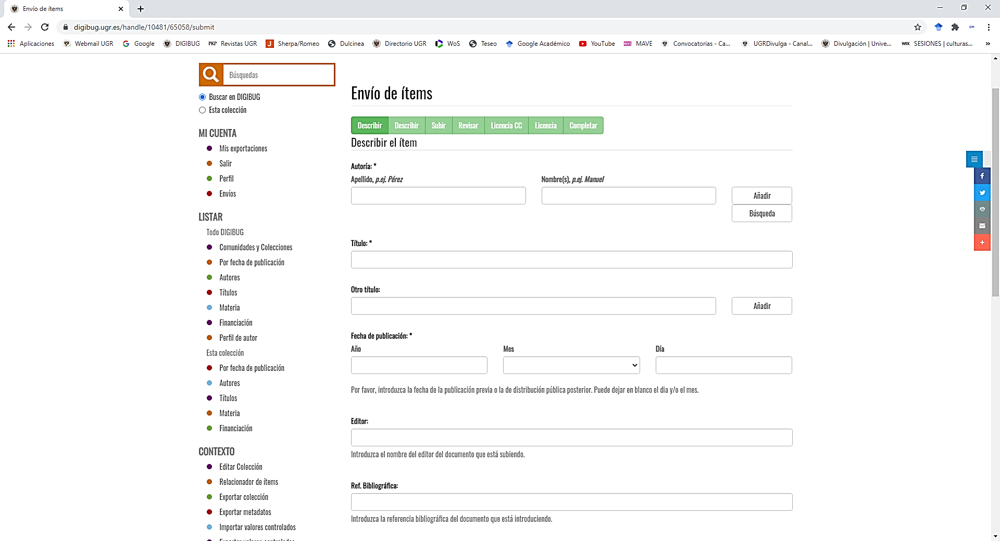 Envío de ítems
digibug.ugr.es/handle/10481/65058/submit
CM
Aplicaciones Webmail UGR Google DIGIBUG PKP Revistas UGR Sherpa/Romeo Dulcinea Directorio UGR WoS Teseo Google Académico YouTube MAVE MAVE Convocatorias - Ca... UGRDivulga - Canal... Divulgación | Unive... WIX SESIONES | culturas... »
Búsquedas
Buscar en DIGIBUG
Esta colección
MI CUENTA
Mis exportaciones
Salir
Perfil
Envíos
LISTAR
Todo DIGIBUG
Comunidades y Colecciones
Por fecha de publicación
Autores
Títulos
Materia
Financiación
Perfil de autor
Esta colección
Por fecha de publicación
Autores
Títulos
Materia
Financiación
CONTEXTO
Editar Colección
Relacionador de ítems
Exportar colección
Exportar metadatos
Importar valores controlados
Envío de ítems
Describir Describir Subir Revisar Licencia CC Licencia Completar
Describir el ítem
Autoría: *
Apellido, p.ej. Pérez Nombre(s), p.ej. Manuel
Añadir
Búsqueda
Título: *
Otro título:
Añadir
Fecha de publicación: *
Año Mes Día
Por favor, introduzca la fecha de la publicación previa o la de distribución pública posterior. Puede dejar en blanco el dia y/o el mes.
Editor:
Introduzca el nombre del editor del documento que está subiendo.
Ref. Bibliográfica:
Introduzca la referencia bibliográfica del documento que está introduciendo.